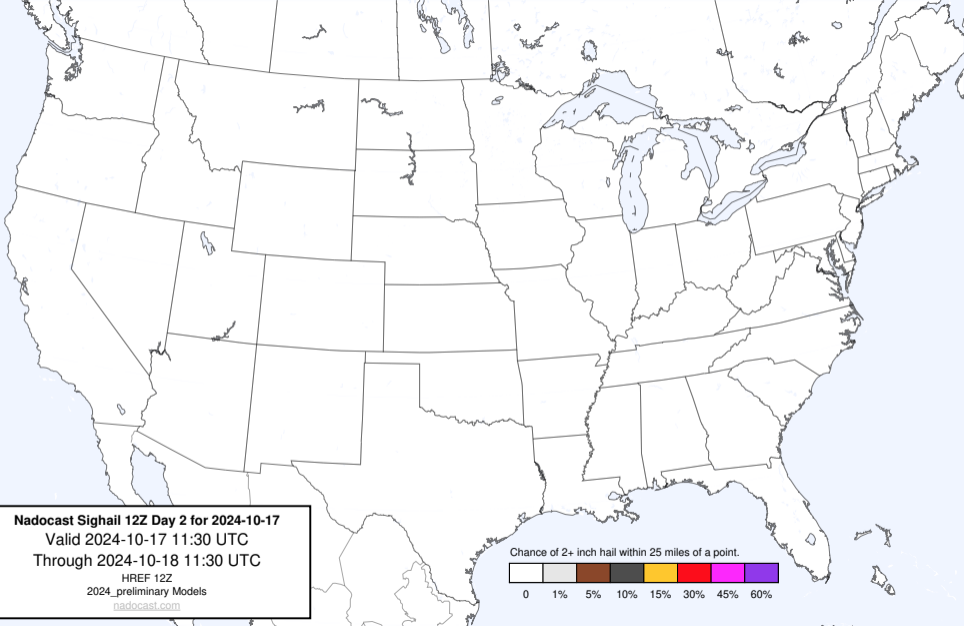 Nadocast Sighail 12Z Day 2 for 2024-10-17
Valid 2024-10-17 11:30 UTC
Through 2024-10-18 11:30 UTC
HREF 12Z
2024_preliminary Models
nadocast.com
Chance of 2+ inch hail within 25 miles of a point.
0 1% 5% 10% 15% 30% 45% 60%